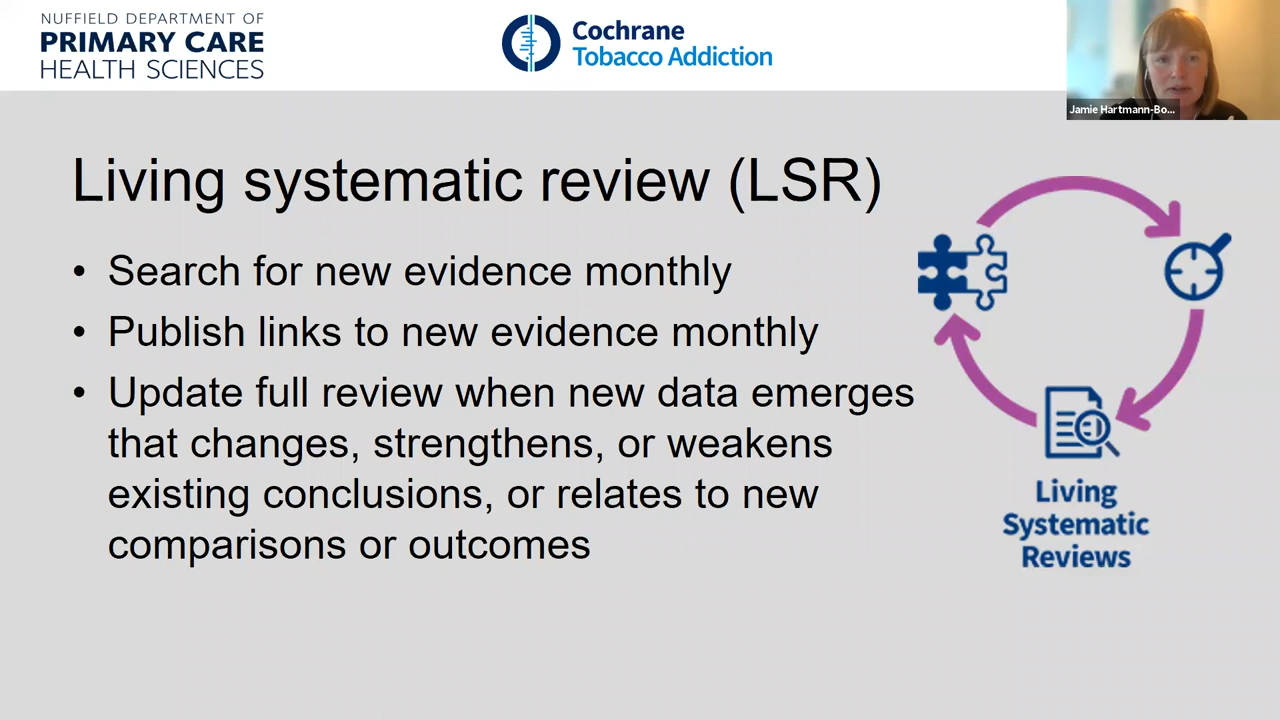 NUFFIELD DEPARTMENT OF
PRIMARY CARE
HEALTH SCIENCES
Cochrane
Tobacco Addiction
Jamie Hartmann-Bo...
Living systematic review (LSR)
• Search for new evidence monthly
• Publish links to new evidence monthly
• Update full review when new data emerges
that changes, strengthens, or weakens
existing conclusions, or relates to new
comparisons or outcomes
Living
Systematic
Reviews